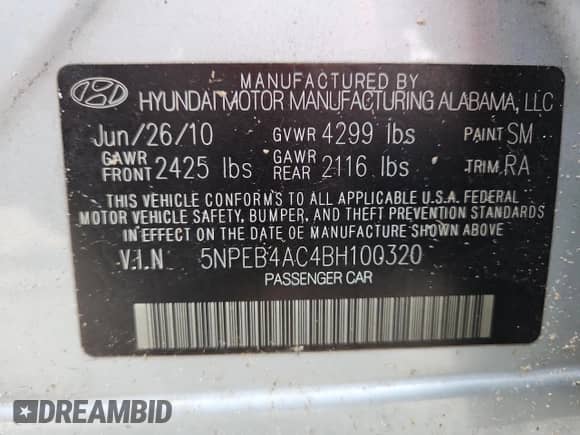 MANUFACTURED BY
HYUNDAI MOTOR MANUFACTURING ALABAMA, LLC
Jun/26/10 GVWR 4299 lbs PAINT SM
GAWR FRONT 2425 lbs GAWR REAR 2116 lbs TRIM RA
THIS VEHICLE CONFORMS TO ALL APPLICABLE U.S.A. FEDERAL
MOTOR VEHICLE SAFETY, BUMPER, AND THEFT PREVENTION STANDARDS
IN EFFECT ON THE DATE OF MANUFACTURE SHOWN ABOVE
V.I.N 5NPEB4AC4BH100320
PASSENGER CAR
DREAMBID